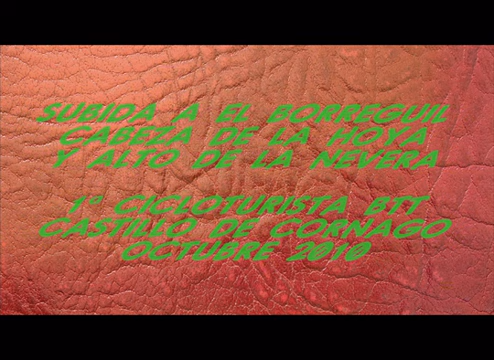 SUBIDA A EL BORREGUIL
CABEZA DE LA HOYA
Y ALTO DE LA NEVERA
1ª CICLOTURISTA BTT
CASTILLO DE CORNAGO
OCTUBRE 2010